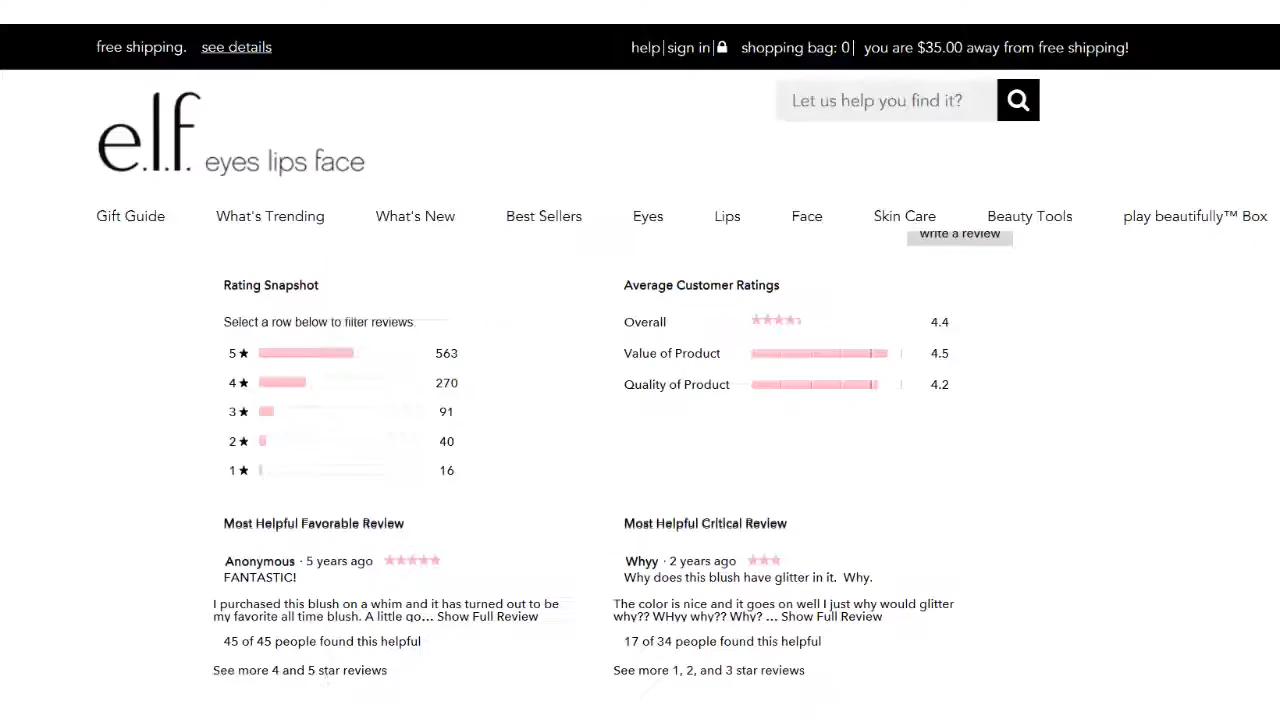 free shipping. see details help sign in shopping bag: 0 you are $35.00 away from free shipping!
Let us help you find it?
e.l.f. eyes lips face
Gift Guide What's Trending What's New Best Sellers Eyes Lips Face Skin Care Beauty Tools play beautifully™ Box
write a review
Rating Snapshot
Select a row below to filter reviews.
5★ 563
4★ 270
3★ 91
2★ 40
1★ 16
Average Customer Ratings
Overall 4.4
Value of Product 4.5
Quality of Product 4.2
Most Helpful Favorable Review
Anonymous · 5 years ago
FANTASTIC!
I purchased this blush on a whim and it has turned out to be
my favorite all time blush. A little go... Show Full Review
45 of 45 people found this helpful
See more 4 and 5 star reviews
Most Helpful Critical Review
Whyy · 2 years ago
Why does this blush have glitter in it. Why.
The color is nice and it goes on well I just why would glitter
why?? WHyy why?? Why? ... Show Full Review
17 of 34 people found this helpful
See more 1, 2, and 3 star reviews